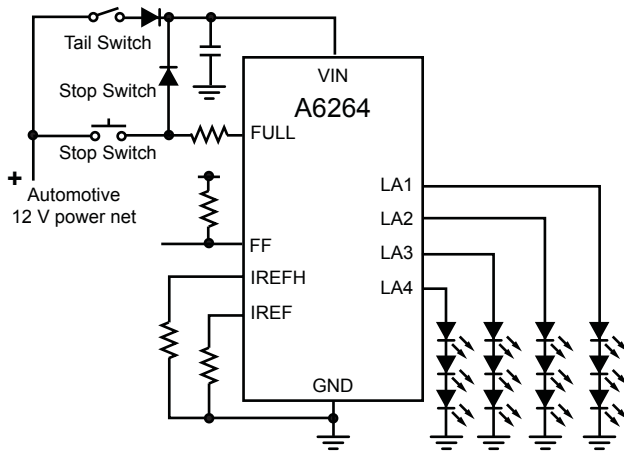 Tail Switch
VIN
Stop Switch
A6264
FULL
Stop Switch
+
Automotive
12 V power net
LA1
LA2
FF
LA3
IREFH
LA4
IREF
GND